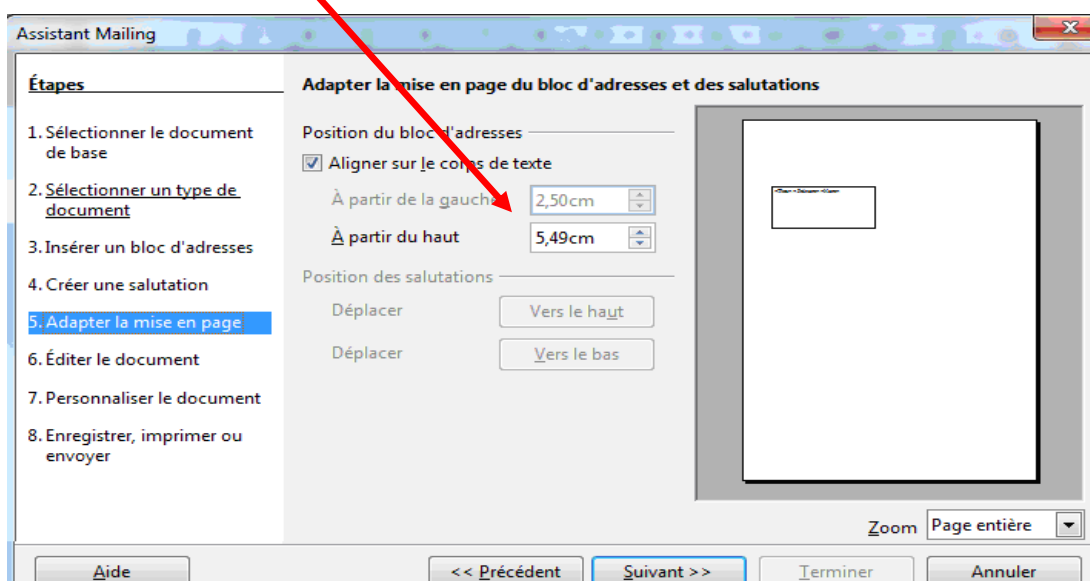 Assistant Mailing
Étapes
1. Sélectionner le document
de base
2. Sélectionner un type de
document
3. Insérer un bloc d'adresses
4. Créer une salutation
5. Adapter la mise en page
6. Éditer le document
7. Personnaliser le document
8. Enregistrer, imprimer ou
envoyer
Adapter la mise en page du bloc d'adresses et des salutations
Position du bloc d'adresses
Aligner sur le corps de texte
À partir de la gauche 2,50cm
À partir du haut 5,49cm
Position des salutations
Déplacer Vers le haut
Déplacer Vers le bas
Zoom Page entière
Aide << Précédent Suivant >> Terminer Annuler